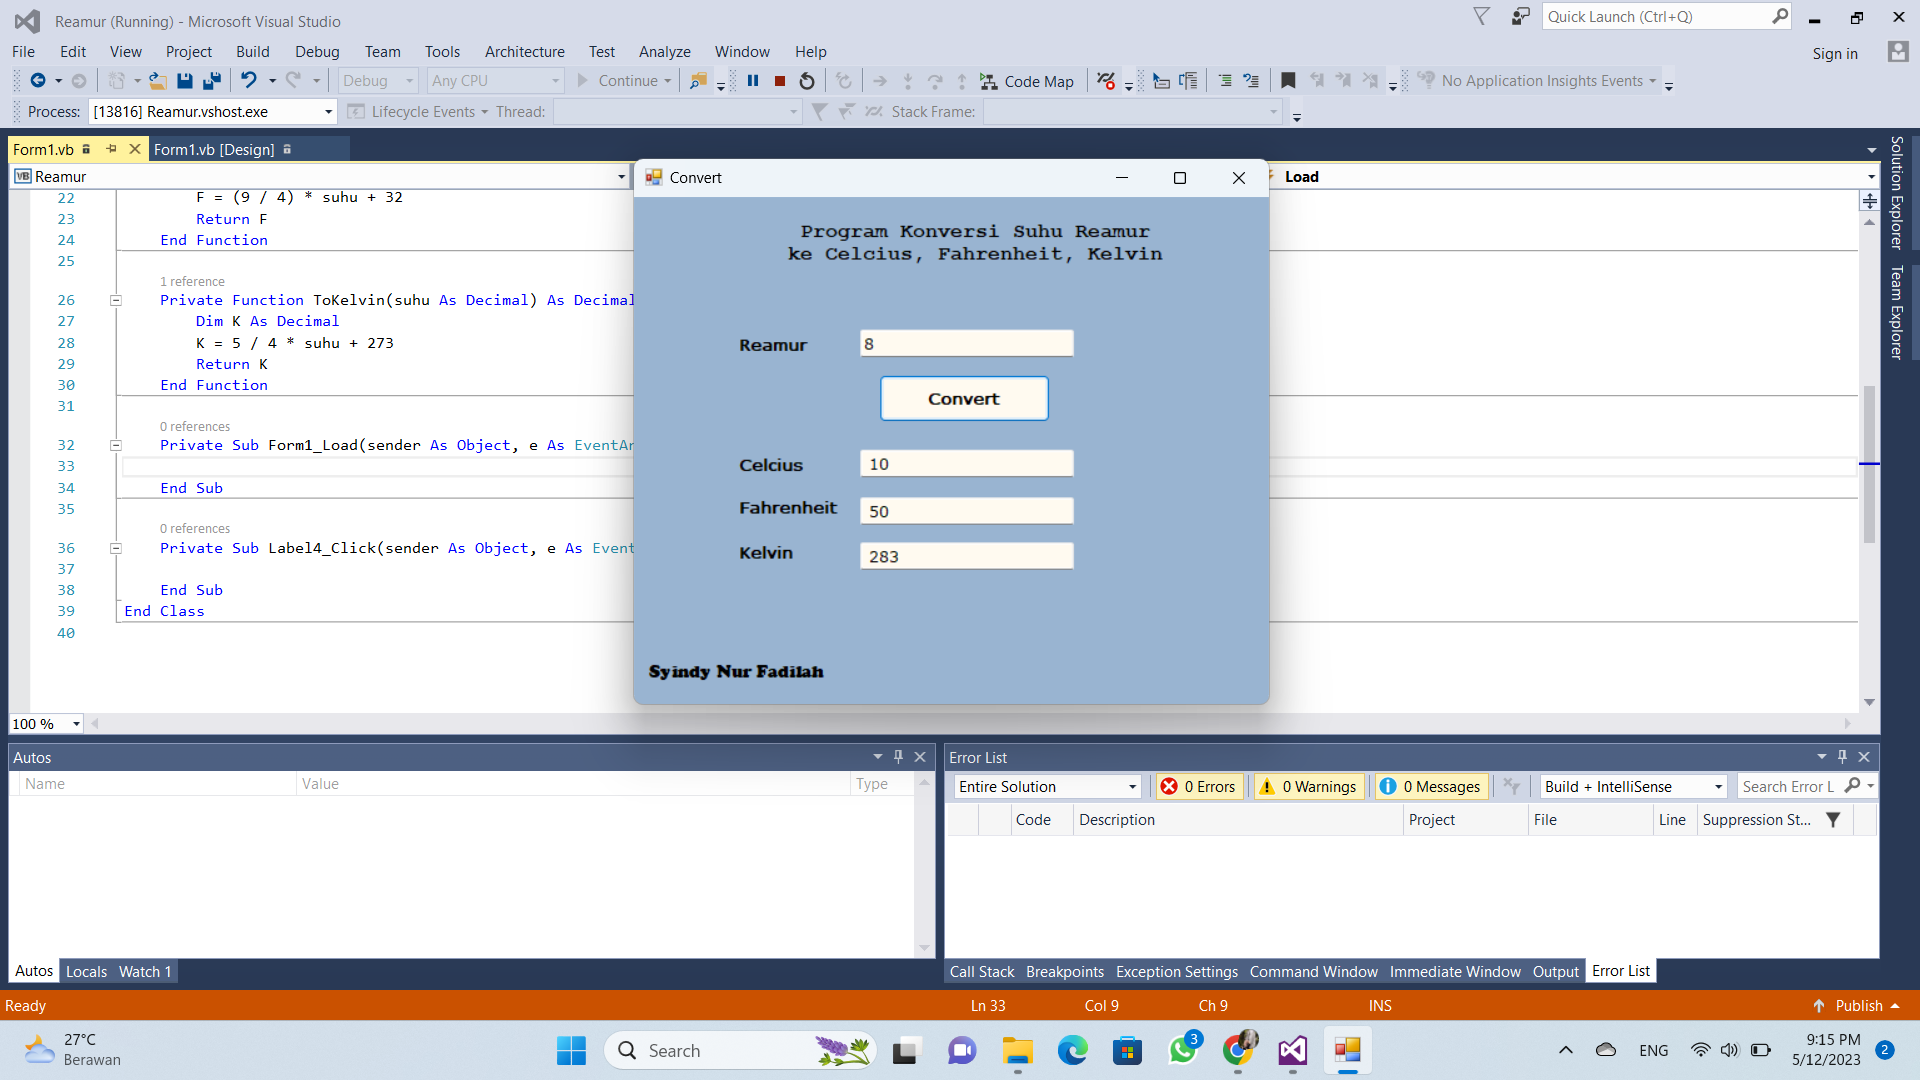 Reamur (Running) - Microsoft Visual Studio
Quick Launch (Ctrl+Q)
File Edit View Project Build Debug Team Tools Architecture Test Analyze Window Help
Sign in
Debug Any CPU Continue Code Map No Application Insights Events
Process: [13816] Reamur.vshost.exe Lifecycle Events Thread: Stack Frame:
Form1.vb Form1.vb [Design]
VB Reamur
Load
22 F = (9 / 4) * suhu + 32
23 Return F
24 End Function
25
1 reference
26 Private Function ToKelvin(suhu As Decimal) As Decimal
27 Dim K As Decimal
28 K = 5 / 4 * suhu + 273
29 Return K
30 End Function
31
0 references
32 Private Sub Form1_Load(sender As Object, e As EventAr
33
34 End Sub
35
0 references
36 Private Sub Label4_Click(sender As Object, e As Event
37
38 End Sub
39 End Class
40
100 %
Convert
Program Konversi Suhu Reamur
ke Celcius, Fahrenheit, Kelvin
Reamur 8
Convert
Celcius 10
Fahrenheit 50
Kelvin 283
Syindy Nur Fadilah
Solution Explorer
Team Explorer
Autos
Name Value Type
Autos Locals Watch 1
Error List
Entire Solution 0 Errors 0 Warnings 0 Messages Build + IntelliSense Search Error L
Code Description Project File Line Suppression St...
Call Stack Breakpoints Exception Settings Command Window Immediate Window Output Error List
Ready Ln 33 Col 9 Ch 9 INS Publish
27°C
Berawan
Search
3
ENG
9:15 PM
5/12/2023
2